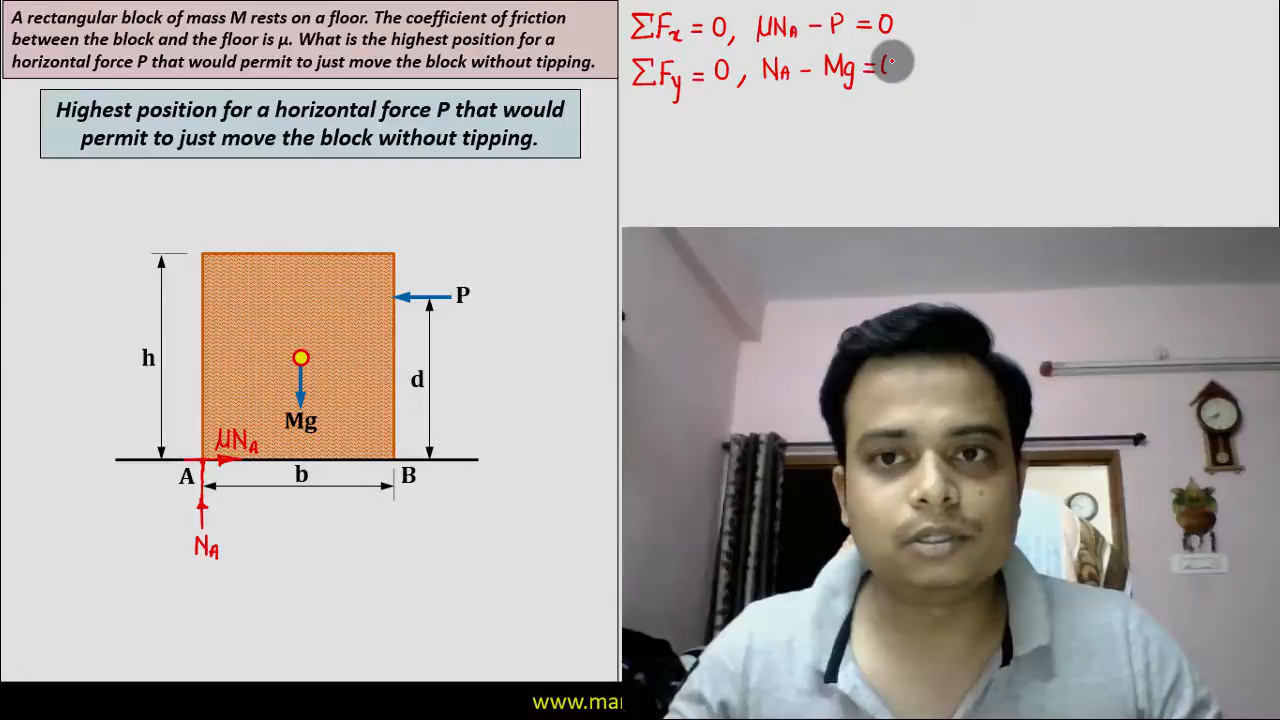 A rectangular block of mass M rests on a floor. The coefficient of friction
between the block and the floor is μ. What is the highest position for a
horizontal force P that would permit to just move the block without tipping.
Highest position for a horizontal force P that would
permit to just move the block without tipping.
ΣFx = 0, μNA - P = 0
ΣFy = 0, NA - Mg =
P
h
d
Mg
μNA
A
b
B
NA
www.mar